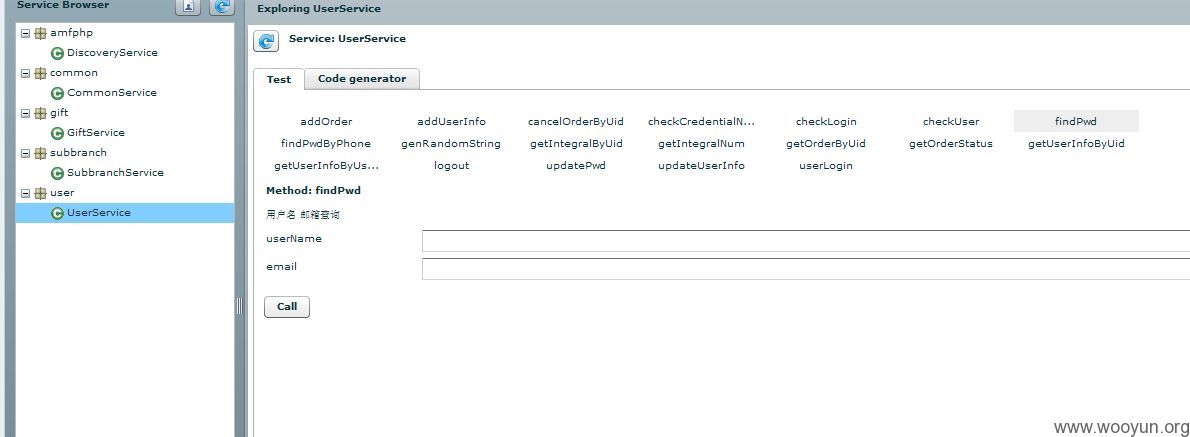 Service Browser
Exploring UserService
amfphp
DiscoveryService
common
CommonService
gift
GiftService
subbranch
SubbranchService
user
UserService
Service: UserService
Test Code generator
addOrder addUserInfo cancelOrderByUid checkCredentialN... checkLogin checkUser findPwd
findPwdByPhone genRandomString getIntegralByUid getIntegralNum getOrderByUid getOrderStatus getUserInfoByUid
getUserInfoByUs... logout updatePwd updateUserInfo userLogin
Method: findPwd
用户名 邮箱查询
userName
email
Call
www.wooyun.org